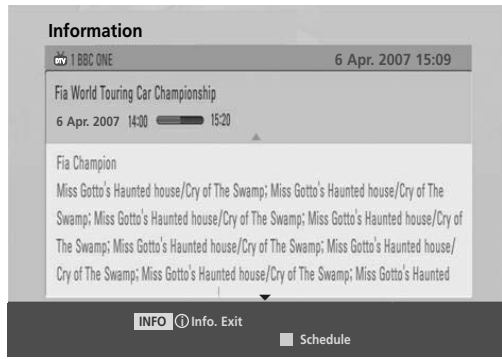 Information
DTV 1 BBC ONE 6 Apr. 2007 15:09
Fia World Touring Car Championship
6 Apr. 2007 14:00 15:20
Fia Champion
Miss Gotto's Haunted house/Cry of The Swamp; Miss Gotto's Haunted house/Cry of The
Swamp; Miss Gotto's Haunted house/Cry of The Swamp; Miss Gotto's Haunted house/Cry of
The Swamp; Miss Gotto's Haunted house/Cry of The Swamp; Miss Gotto's Haunted house/
Cry of The Swamp; Miss Gotto's Haunted house/Cry of The Swamp; Miss Gotto's Haunted
INFO ⓘ Info. Exit
Schedule